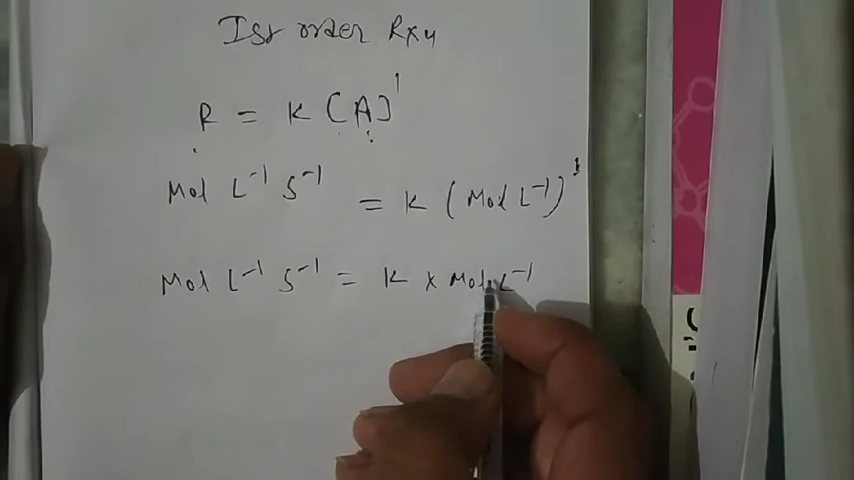 Ist order Rxn
R = K [A]¹
Mol L⁻¹ S⁻¹ = K (Mol L⁻¹)¹
Mol L⁻¹ S⁻¹ = K x Mol L⁻¹